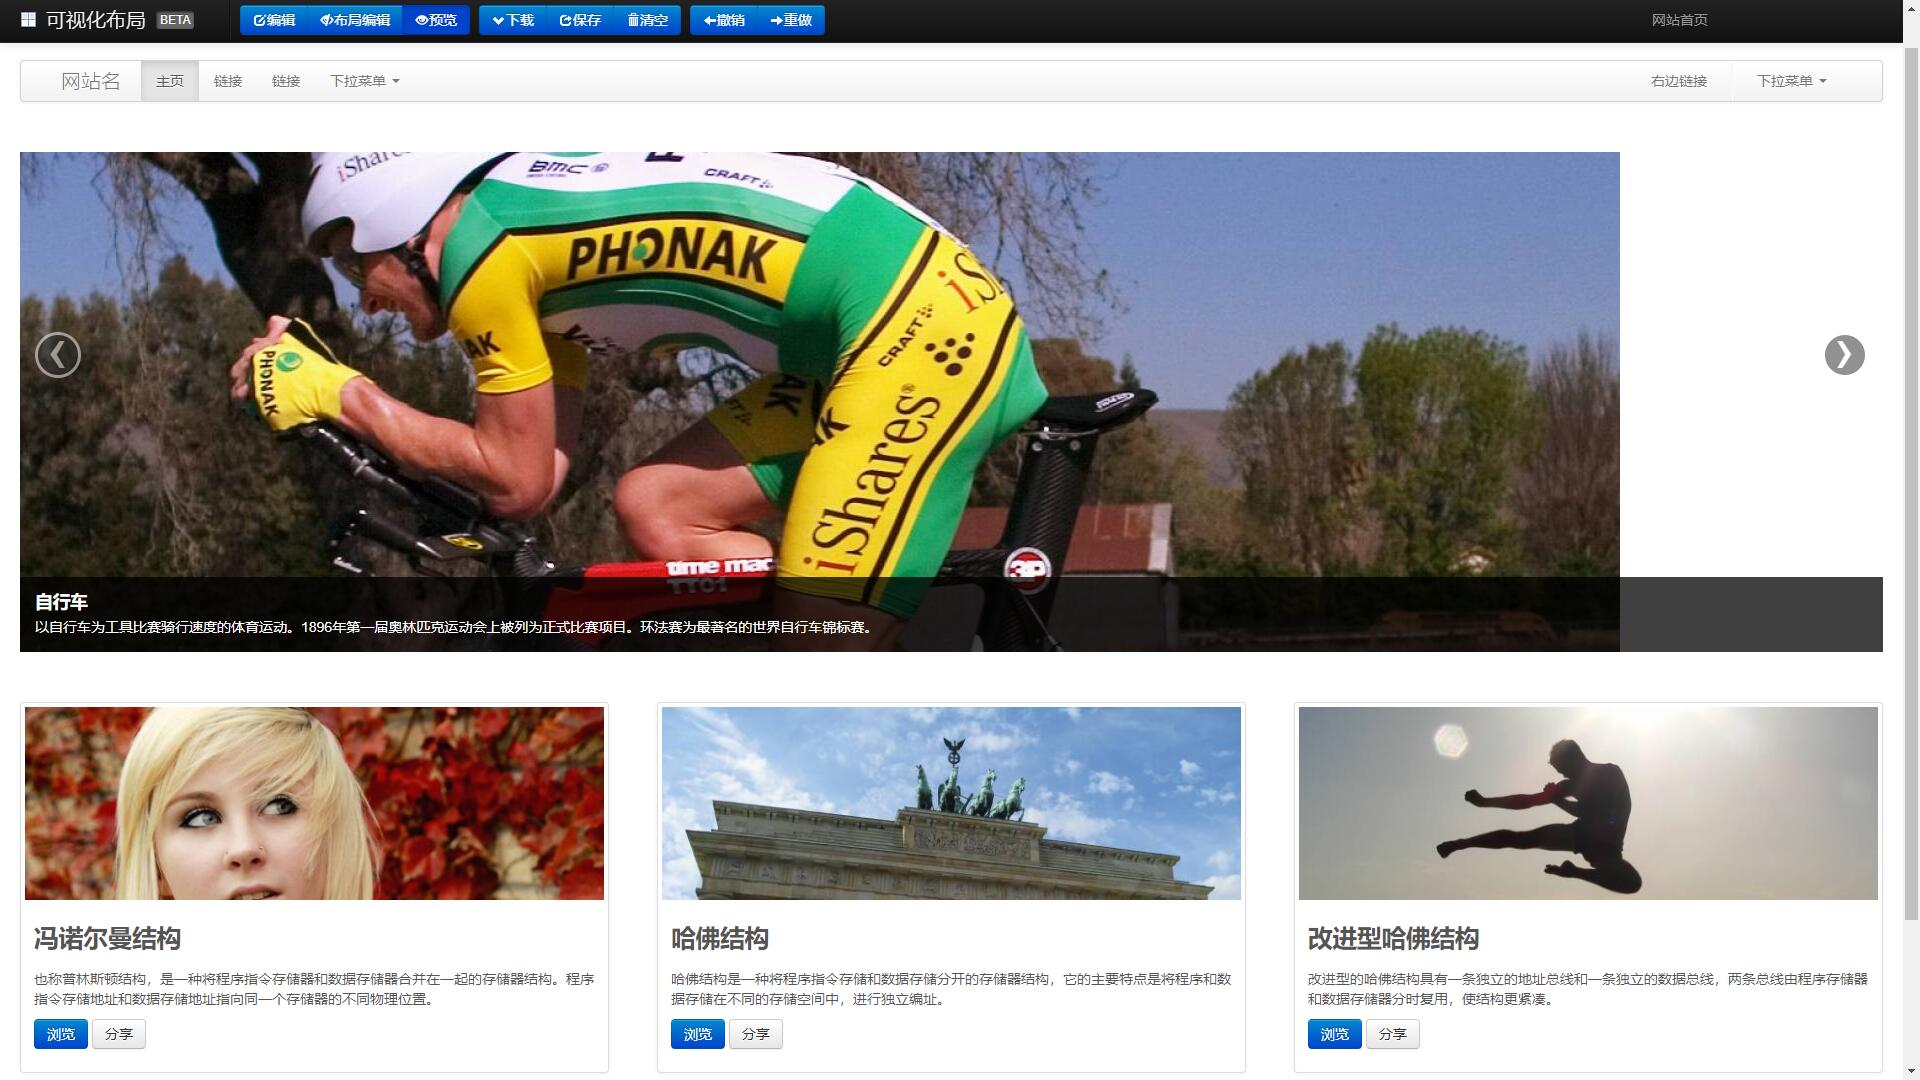 可视化布局 BETA 编辑 布局编辑 预览 下载 保存 清空 撤销 重做 网站首页
网站名 主页 链接 链接 下拉菜单 右边链接 下拉菜单
iShares
BMC
CRAFT
PHONAK
iS
CRAFT
NAK
PHONAK
iShares®
time mac
TT01
3P
自行车
以自行车为工具比赛骑行速度的体育运动。1896年第一届奥林匹克运动会上被列为正式比赛项目。环法赛为最著名的世界自行车锦标赛。
冯诺尔曼结构
也称普林斯顿结构，是一种将程序指令存储器和数据存储器合并在一起的存储器结构。程序
指令存储地址和数据存储地址指向同一个存储器的不同物理位置。
浏览 分享
哈佛结构
哈佛结构是一种将程序指令存储和数据存储分开的存储器结构，它的主要特点是将程序和数
据存储在不同的存储空间中，进行独立编址。
浏览 分享
改进型哈佛结构
改进型的哈佛结构具有一条独立的地址总线和一条独立的数据总线，两条总线由程序存储器
和数据存储器分时复用，使结构更紧凑。
浏览 分享